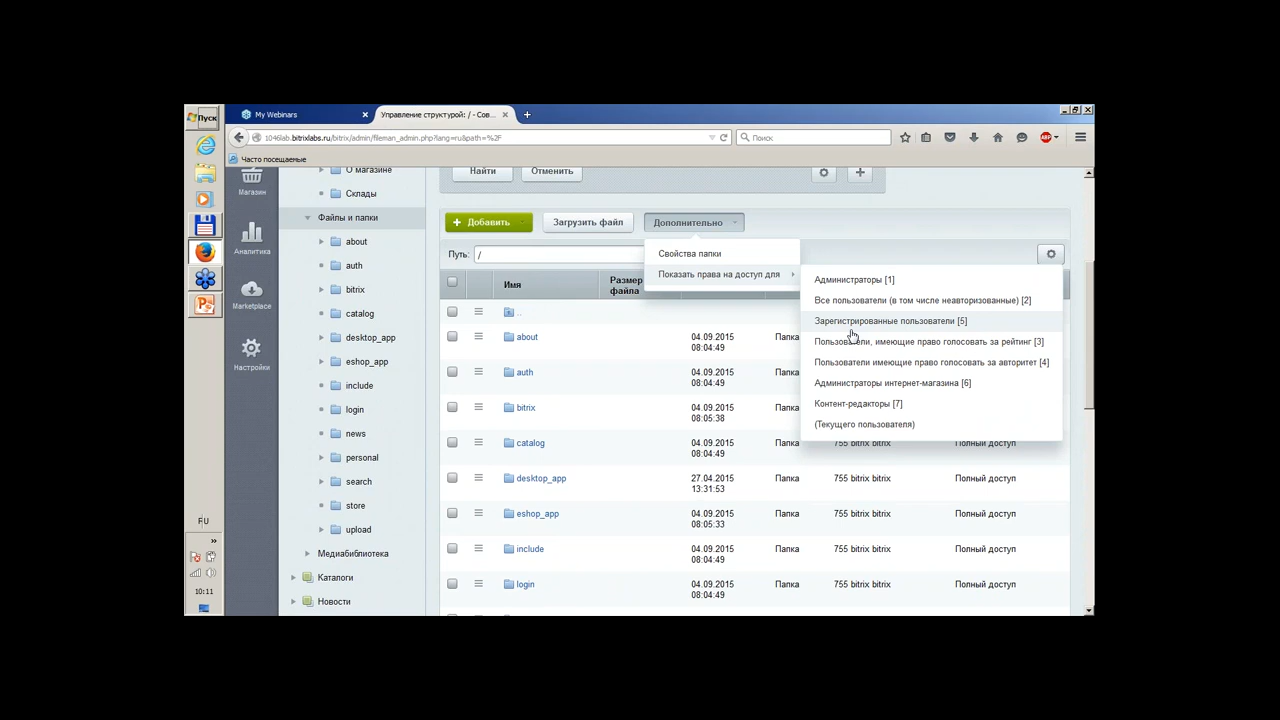 Пуск
My Webinars
Управление структурой: / - Сов...
1046lab.bitrixlabs.ru/bitrix/admin/fileman_admin.php?lang=ru&path=%2F
Поиск
ABP
Часто посещаемые
Магазин
Аналитика
Marketplace
Настройки
О магазине
Склады
Файлы и папки
about
auth
bitrix
catalog
desktop_app
eshop_app
include
login
news
personal
search
store
upload
Медиабиблиотека
Каталоги
Новости
Найти
Отменить
Добавить
Загрузить файл
Дополнительно
Свойства папки
Показать права на доступ для
Администраторы [1]
Все пользователи (в том числе неавторизованные) [2]
Зарегистрированные пользователи [5]
Пользователи, имеющие право голосовать за рейтинг [3]
Пользователи имеющие право голосовать за авторитет [4]
Администраторы интернет-магазина [6]
Контент-редакторы [7]
(Текущего пользователя)
Путь: /
Имя
Размер
файла
..
about 04.09.2015 Папка
08:04:49
auth 04.09.2015 Папка
08:04:49
bitrix 04.09.2015 Папка
08:05:38
catalog 04.09.2015 Папка 755 bitrix bitrix Полный доступ
08:04:49
desktop_app 27.04.2015 Папка 755 bitrix bitrix Полный доступ
13:31:53
eshop_app 04.09.2015 Папка 755 bitrix bitrix Полный доступ
08:05:33
include 04.09.2015 Папка 755 bitrix bitrix Полный доступ
08:04:49
login 04.09.2015 Папка 755 bitrix bitrix Полный доступ
08:04:49
RU
10:11